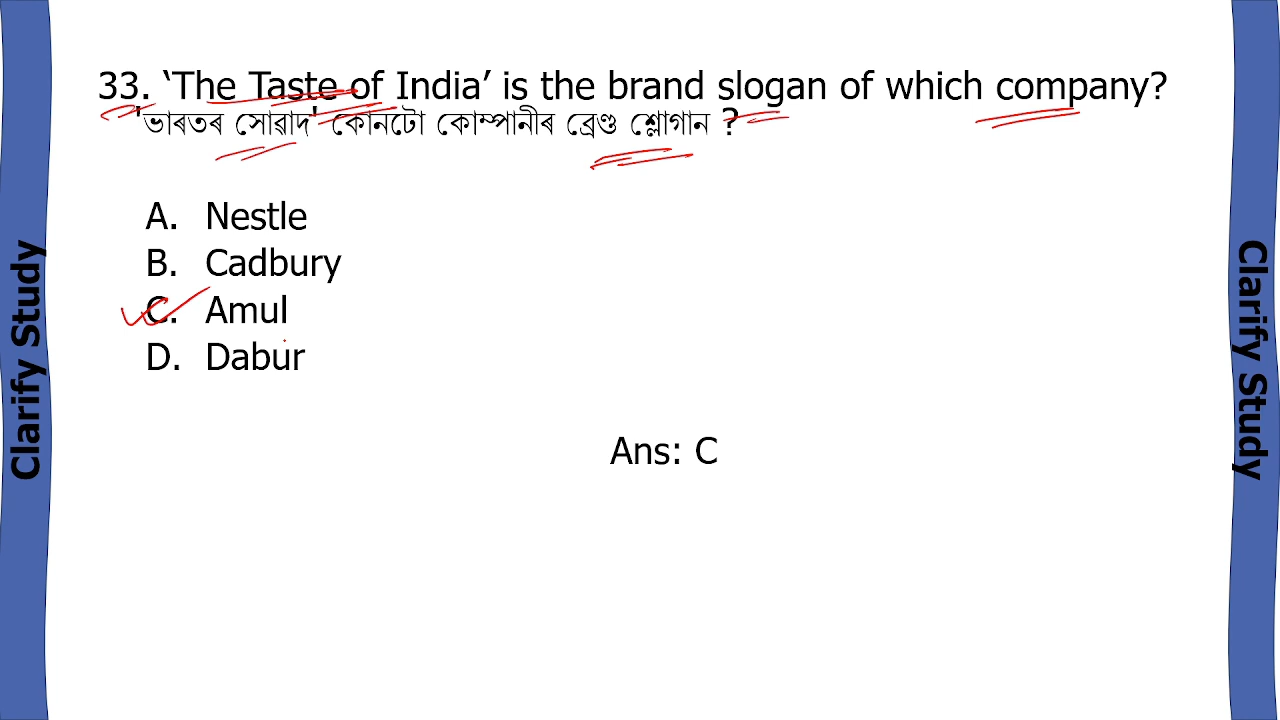 33. ‘The Taste of India’ is the brand slogan of which company?
'ভাৰতৰ সোৱাদ' কোনটো কোম্পানীৰ ব্ৰেণ্ড শ্লোগান ?
A. Nestle
B. Cadbury
C. Amul
D. Dabur
Ans: C
Clarify Study
Clarify Study